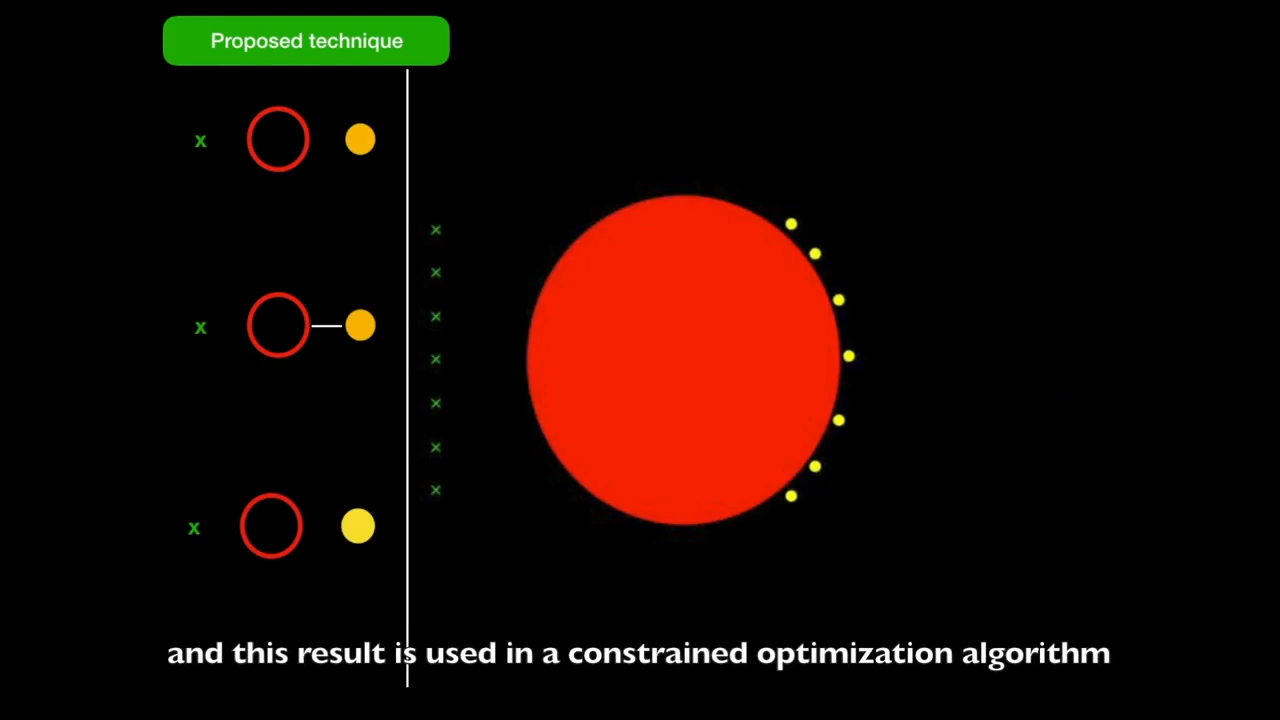 Proposed technique
x
x
x
and this result is used in a constrained optimization algorithm